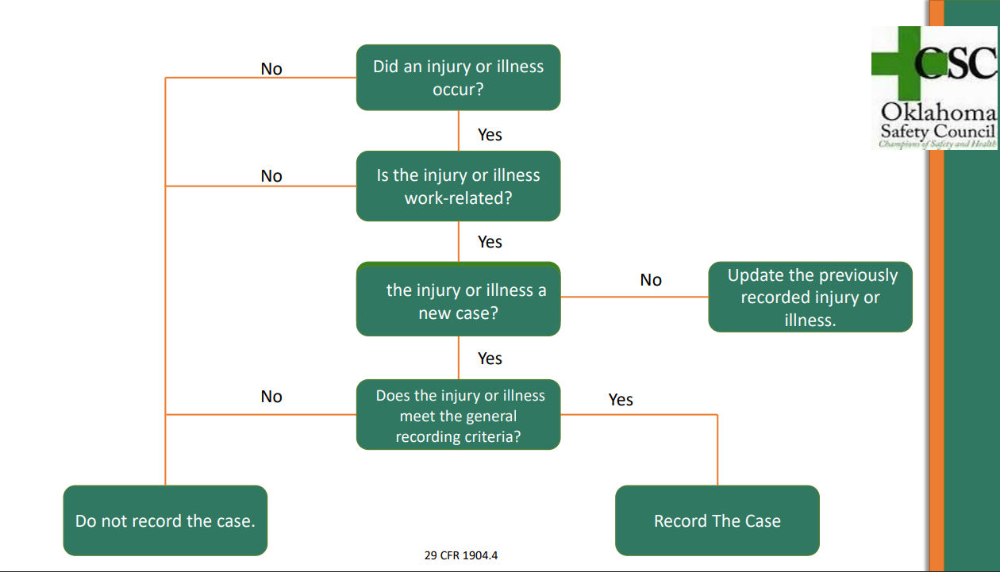 Did an injury or illness
occur?
No
Yes
Is the injury or illness
work-related?
No
Yes
the injury or illness a
new case?
No
Update the previously
recorded injury or
illness.
Yes
Does the injury or illness
meet the general
recording criteria?
No
Yes
Do not record the case.
Record The Case
29 CFR 1904.4
CSC
Oklahoma
Safety Council
Champions of Safety and Health